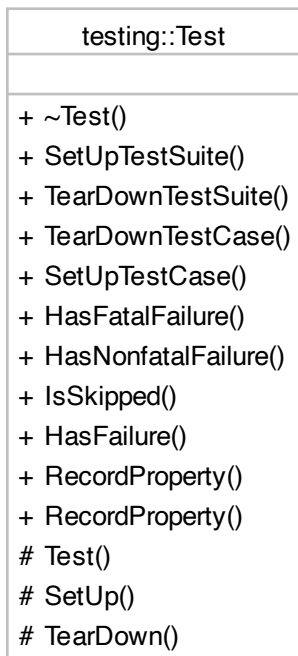 testing::Test
+ ~Test()
+ SetUpTestSuite()
+ TearDownTestSuite()
+ TearDownTestCase()
+ SetUpTestCase()
+ HasFatalFailure()
+ HasNonfatalFailure()
+ IsSkipped()
+ HasFailure()
+ RecordProperty()
+ RecordProperty()
# Test()
# SetUp()
# TearDown()